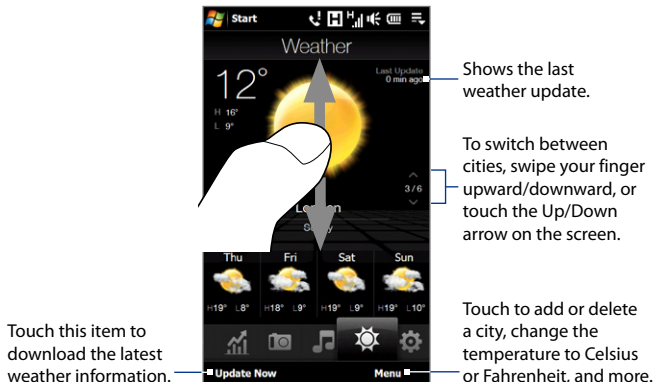 Start
Weather
12°
H 16°
L 9°
Last Update
0 min ago
3 / 6
Thu Fri Sat Sun
H19° L8° H18° L9° H19° L9° H19° L10°
Update Now Menu
Shows the last
weather update.
To switch between
cities, swipe your finger
upward/downward, or
touch the Up/Down
arrow on the screen.
Touch to add or delete
a city, change the
temperature to Celsius
or Fahrenheit, and more.
Touch this item to
download the latest
weather information.